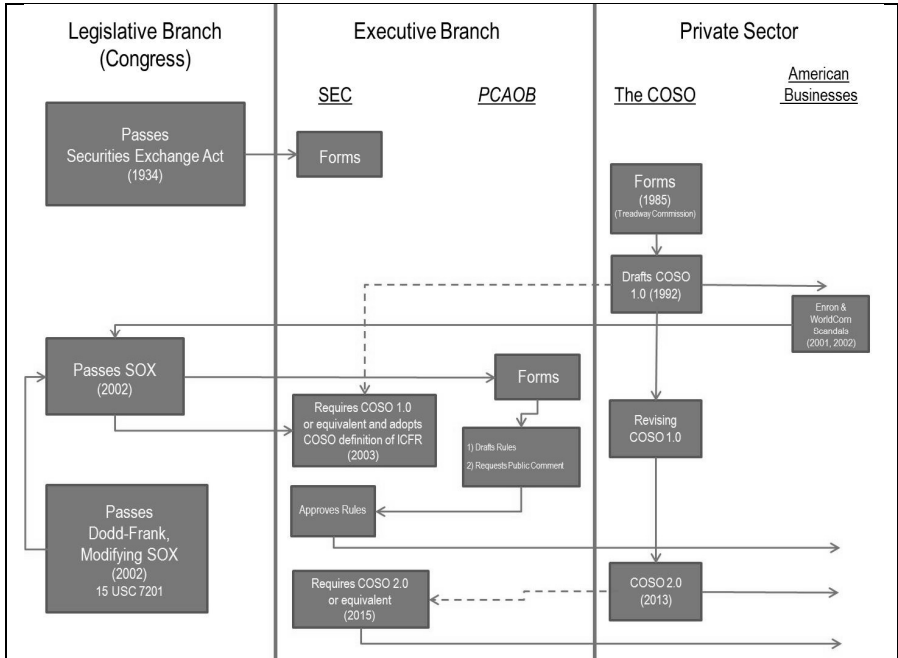 Legislative Branch
(Congress)
Executive Branch
Private Sector
SEC
PCAOB
The COSO
American
Businesses
Passes
Securities Exchange Act
(1934)
Forms
Forms
(1985)
(Treadway Commission)
Drafts COSO
1.0 (1992)
Enron &
WorldCom
Scandals
(2001, 2002)
Passes SOX
(2002)
Forms
Requires COSO 1.0
or equivalent and adopts
COSO definition of ICFR
(2003)
1) Drafts Rules
2) Requests Public Comment
Revising
COSO 1.0
Passes
Dodd-Frank,
Modifying SOX
(2002)
15 USC 7201
Approves Rules
Requires COSO 2.0
or equivalent
(2015)
COSO 2.0
(2013)